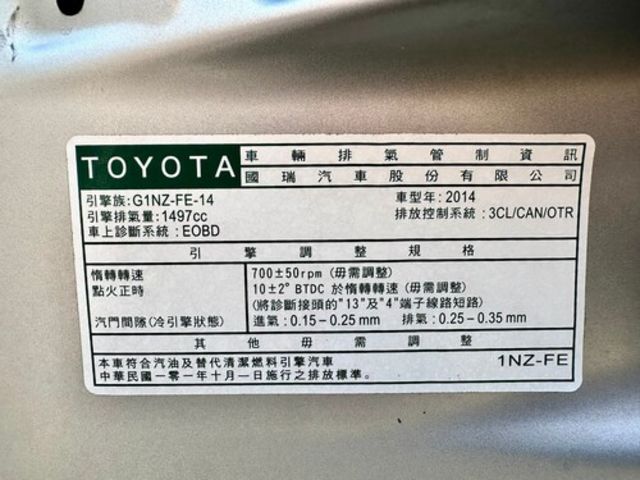 TOYOTA 車輛排氣管制資訊
國瑞汽車股份有限公司
引擎族:G1NZ-FE-14 車型年: 2014
引擎排氣量: 1497cc 排放控制系統: 3CL/CAN/OTR
車上診斷系統: EOBD
引擎調整規格
惰轉轉速 700±50rpm (毋需調整)
點火正時 10±2° BTDC 於惰轉轉速 (毋需調整)
(將診斷接頭的"13"及"4"端子線路短路)
汽門間隙(冷引擎狀態) 進氣: 0.15-0.25 mm 排氣: 0.25-0.35 mm
其他毋需調整
本車符合汽油及替代清潔燃料引擎汽車 1NZ-FE
中華民國一零一年十月一日施行之排放標準。